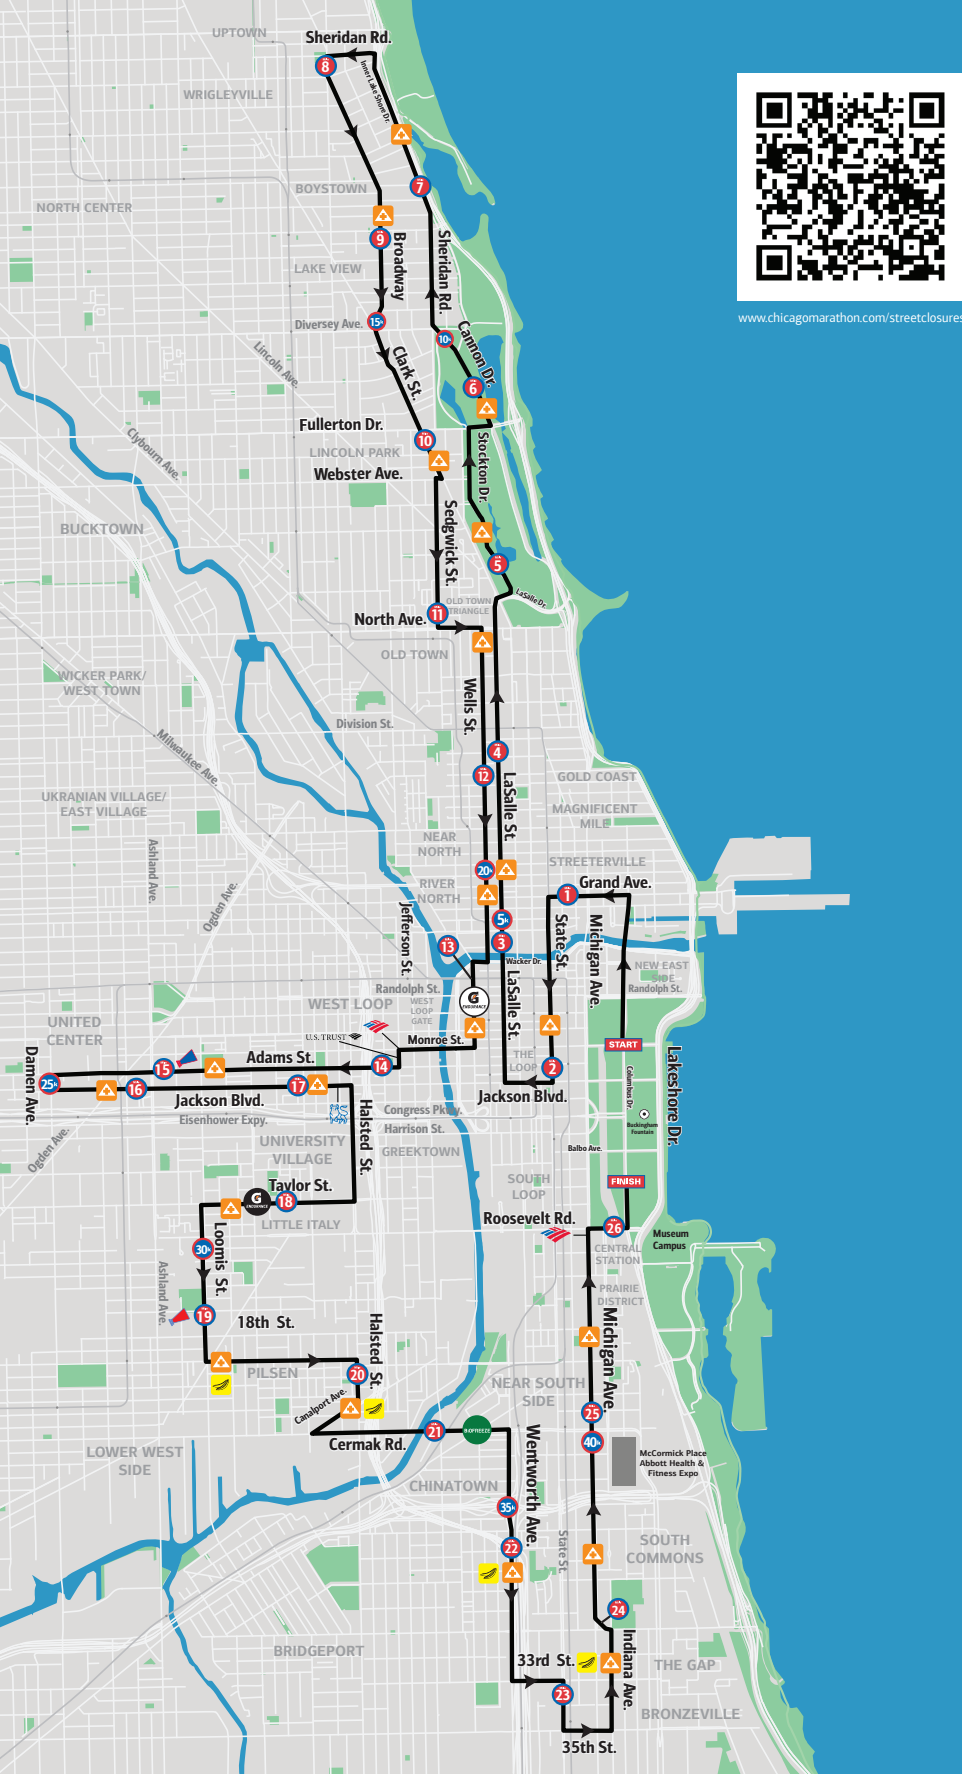 UPTOWN
Sheridan Rd.
8
Inner Lake Shore Dr.
WRIGLEYVILLE
7
BOYSTOWN
NORTH CENTER
9
Broadway
Sheridan Rd.
LAKE VIEW
www.chicagomarathon.com/streetclosures
Diversey Ave.
15k
10k
Cannon Dr.
Lincoln Ave.
Clark St.
6
Fullerton Dr.
10
Clybourn Ave.
LINCOLN PARK
Stockton Dr.
Webster Ave.
BUCKTOWN
Sedgwick St.
5
LaSalle Dr.
OLD TOWN
TRIANGLE
11
North Ave.
OLD TOWN
WICKER PARK/
WEST TOWN
Wells St.
Division St.
Milwaukee Ave.
4
12
GOLD COAST
LaSalle St.
UKRANIAN VILLAGE/
EAST VILLAGE
MAGNIFICENT
MILE
NEAR
NORTH
Ashland Ave.
STREETERVILLE
20k
RIVER
NORTH
Grand Ave.
1
Ogden Ave.
Jefferson St.
5k
State St.
Michigan Ave.
13
3
Wacker Dr.
NEW EAST
SIDE
Randolph St.
LaSalle St.
Randolph St.
WEST LOOP
WEST
LOOP
GATE
G
ENDURANCE
UNITED
CENTER
U.S. TRUST
Monroe St.
START
Lakeshore Dr.
Damen Ave.
Adams St.
THE
LOOP
15
14
2
25k
16
17
Jackson Blvd.
Jackson Blvd.
Columbus Dr.
Halsted St.
Congress Pkwy.
Eisenhower Expy.
Buckingham
Fountain
Harrison St.
UNIVERSITY
VILLAGE
GREEKTOWN
Balbo Ave.
Ogden Ave.
SOUTH
LOOP
FINISH
Taylor St.
G
ENDURANCE
18
LITTLE ITALY
Roosevelt Rd.
26
Museum
Campus
Loomis St.
30k
CENTRAL
STATION
Ashland Ave.
PRAIRIE
DISTRICT
19
18th St.
Halsted St.
Michigan Ave.
PILSEN
20
NEAR SOUTH
SIDE
Canalport Ave.
25
21
BIOFREEZE
Cermak Rd.
40k
Wentworth Ave.
LOWER WEST
SIDE
McCormick Place
Abbott Health &
Fitness Expo
CHINATOWN
35k
22
State St.
SOUTH
COMMONS
24
BRIDGEPORT
33rd St.
Indiana Ave.
THE GAP
23
BRONZEVILLE
35th St.